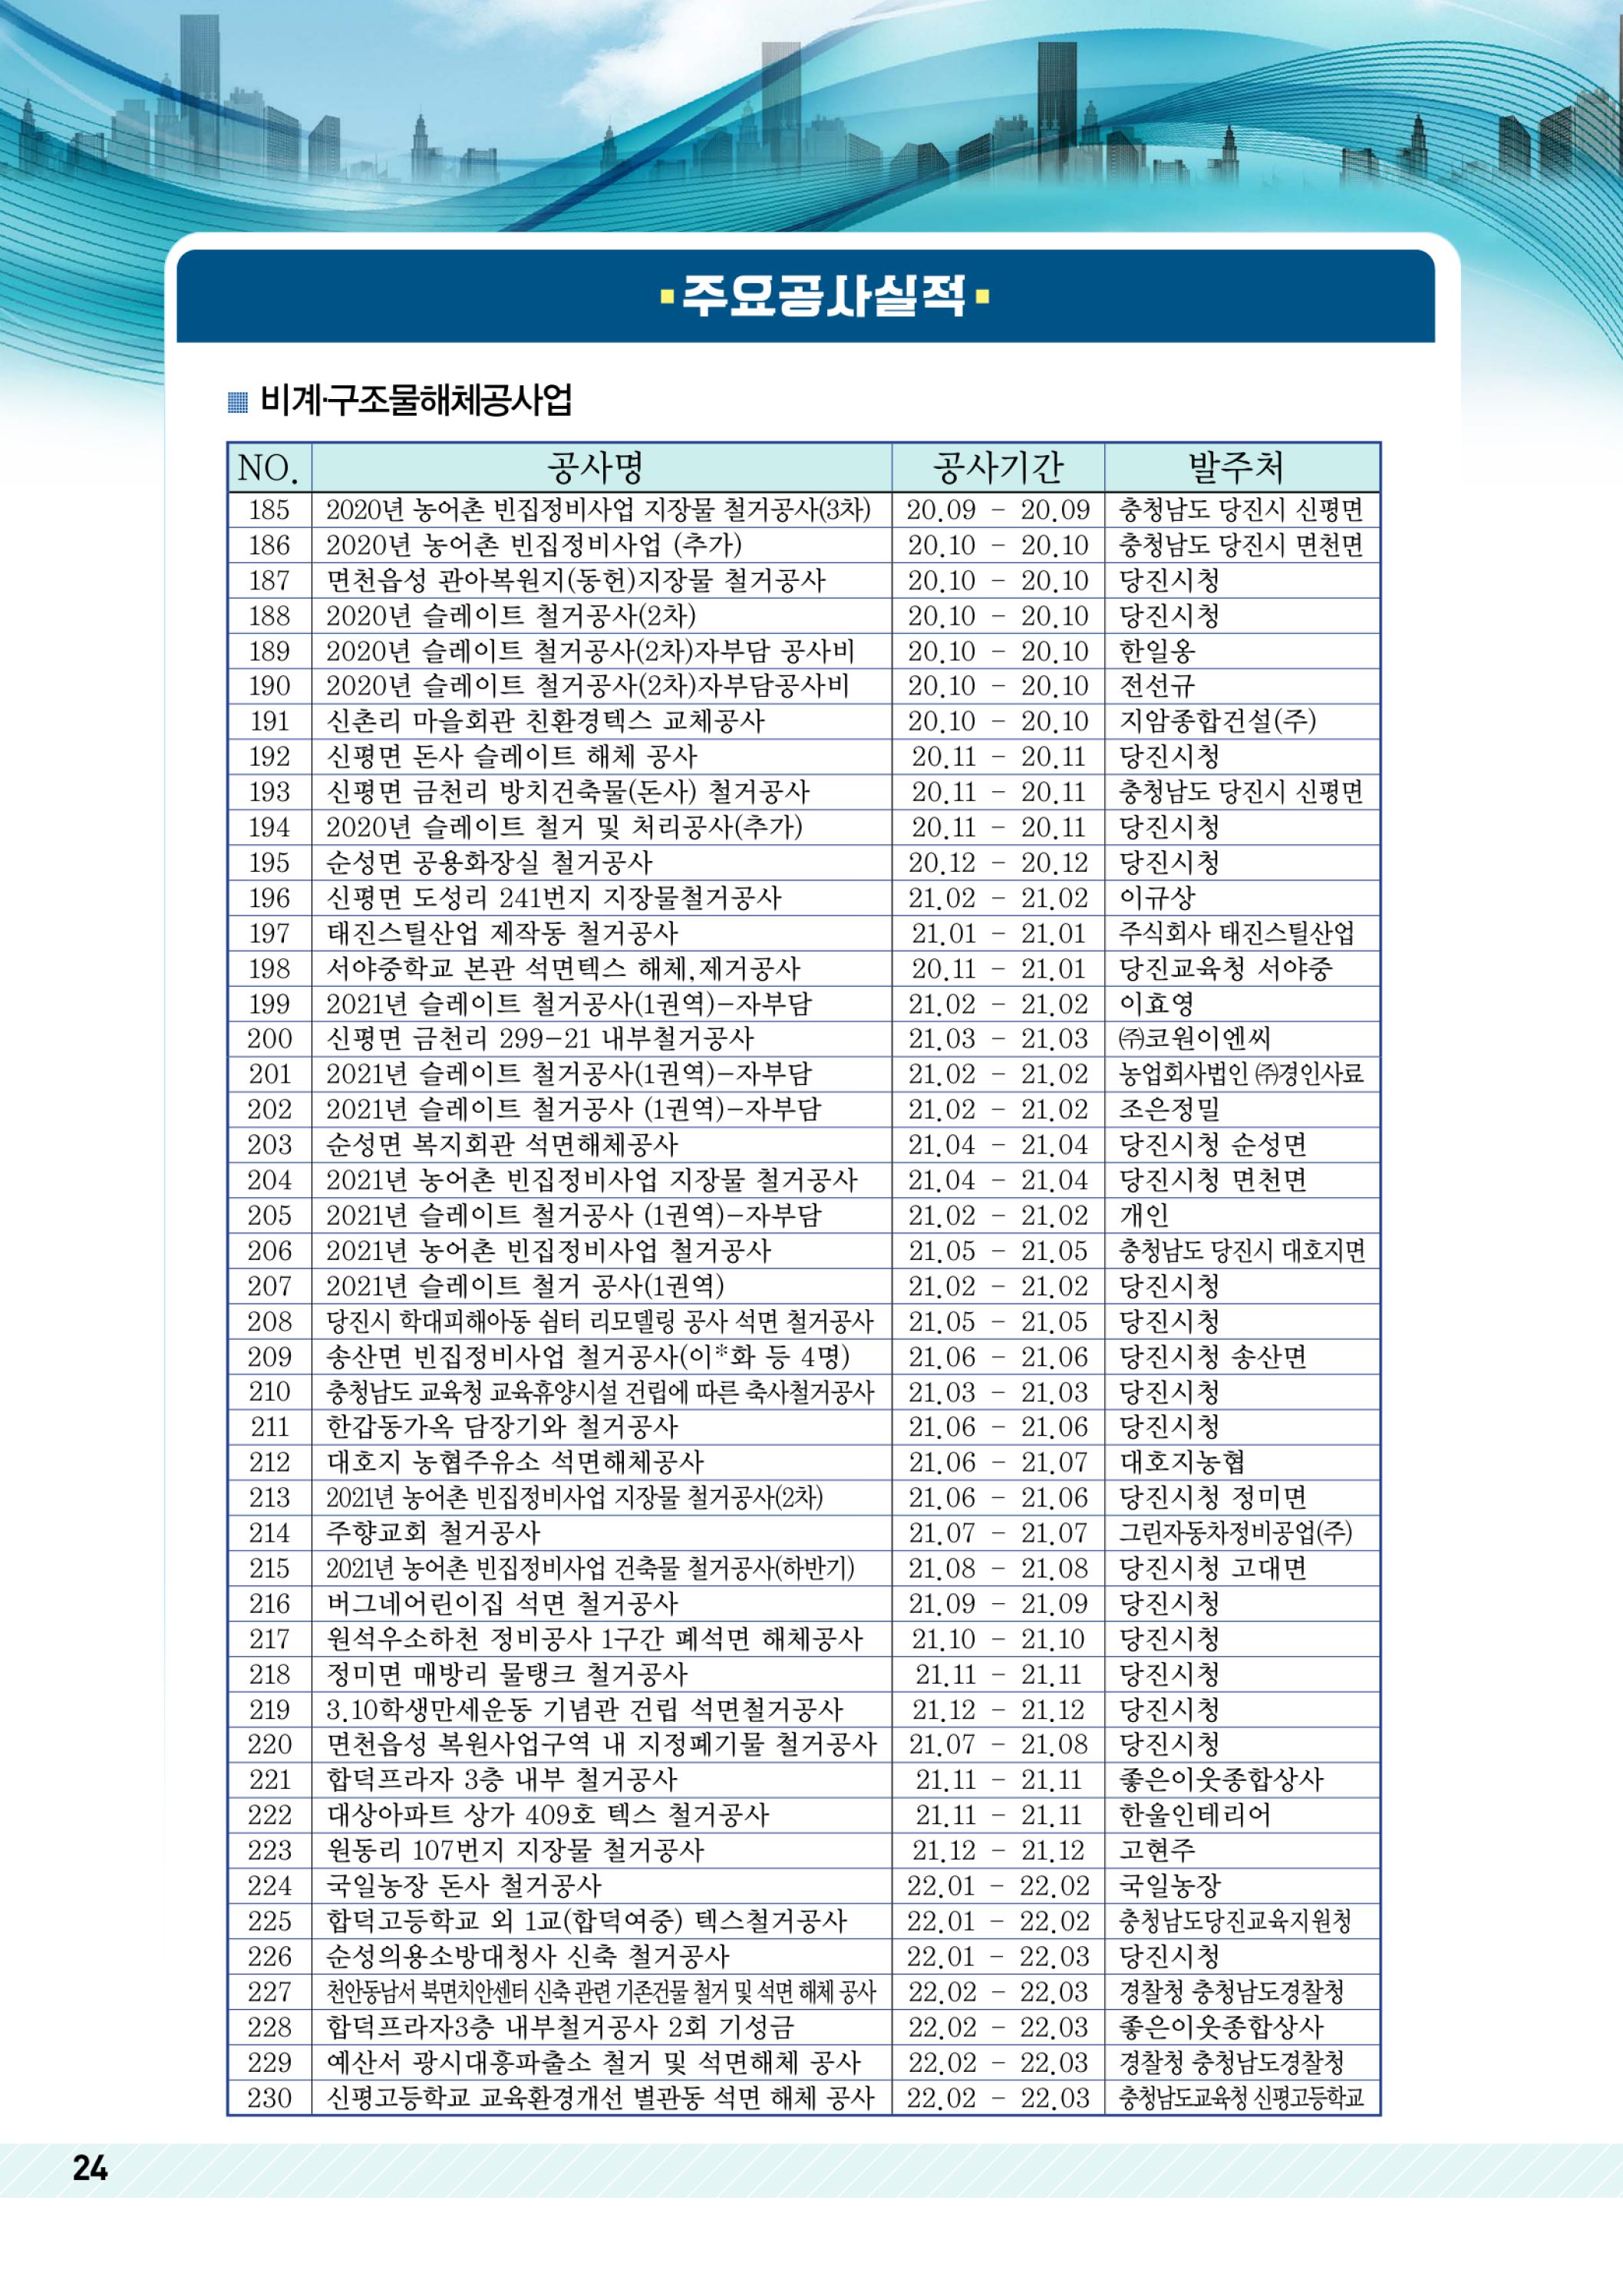 주요공사실적
비계·구조물해체공사업
NO. 공사명 공사기간 발주처
185 2020년 농어촌 빈집정비사업 지장물 철거공사(3차) 20.09 - 20.09 충청남도 당진시 신평면
186 2020년 농어촌 빈집정비사업 (추가) 20.10 - 20.10 충청남도 당진시 면천면
187 면천읍성 관아복원지(동헌)지장물 철거공사 20.10 - 20.10 당진시청
188 2020년 슬레이트 철거공사(2차) 20.10 - 20.10 당진시청
189 2020년 슬레이트 철거공사(2차)자부담 공사비 20.10 - 20.10 한일옹
190 2020년 슬레이트 철거공사(2차)자부담공사비 20.10 - 20.10 전선규
191 신촌리 마을회관 친환경텍스 교체공사 20.10 - 20.10 지암종합건설(주)
192 신평면 돈사 슬레이트 해체 공사 20.11 - 20.11 당진시청
193 신평면 금천리 방치건축물(돈사) 철거공사 20.11 - 20.11 충청남도 당진시 신평면
194 2020년 슬레이트 철거 및 처리공사(추가) 20.11 - 20.11 당진시청
195 순성면 공용화장실 철거공사 20.12 - 20.12 당진시청
196 신평면 도성리 241번지 지장물철거공사 21.02 - 21.02 이규상
197 태진스틸산업 제작동 철거공사 21.01 - 21.01 주식회사 태진스틸산업
198 서야중학교 본관 석면텍스 해체,제거공사 20.11 - 21.01 당진교육청 서야중
199 2021년 슬레이트 철거공사(1권역)-자부담 21.02 - 21.02 이효영
200 신평면 금천리 299-21 내부철거공사 21.03 - 21.03 ㈜코원이엔씨
201 2021년 슬레이트 철거공사(1권역)-자부담 21.02 - 21.02 농업회사법인 ㈜경인사료
202 2021년 슬레이트 철거공사 (1권역)-자부담 21.02 - 21.02 조은정밀
203 순성면 복지회관 석면해체공사 21.04 - 21.04 당진시청 순성면
204 2021년 농어촌 빈집정비사업 지장물 철거공사 21.04 - 21.04 당진시청 면천면
205 2021년 슬레이트 철거공사 (1권역)-자부담 21.02 - 21.02 개인
206 2021년 농어촌 빈집정비사업 철거공사 21.05 - 21.05 충청남도 당진시 대호지면
207 2021년 슬레이트 철거 공사(1권역) 21.02 - 21.02 당진시청
208 당진시 학대피해아동 쉼터 리모델링 공사 석면 철거공사 21.05 - 21.05 당진시청
209 송산면 빈집정비사업 철거공사(이*화 등 4명) 21.06 - 21.06 당진시청 송산면
210 충청남도 교육청 교육휴양시설 건립에 따른 축사철거공사 21.03 - 21.03 당진시청
211 한갑동가옥 담장기와 철거공사 21.06 - 21.06 당진시청
212 대호지 농협주유소 석면해체공사 21.06 - 21.07 대호지농협
213 2021년 농어촌 빈집정비사업 지장물 철거공사(2차) 21.06 - 21.06 당진시청 정미면
214 주향교회 철거공사 21.07 - 21.07 그린자동차정비공업(주)
215 2021년 농어촌 빈집정비사업 건축물 철거공사(하반기) 21.08 - 21.08 당진시청 고대면
216 버그네어린이집 석면 철거공사 21.09 - 21.09 당진시청
217 원석우소하천 정비공사 1구간 폐석면 해체공사 21.10 - 21.10 당진시청
218 정미면 매방리 물탱크 철거공사 21.11 - 21.11 당진시청
219 3.10학생만세운동 기념관 건립 석면철거공사 21.12 - 21.12 당진시청
220 면천읍성 복원사업구역 내 지정폐기물 철거공사 21.07 - 21.08 당진시청
221 합덕프라자 3층 내부 철거공사 21.11 - 21.11 좋은이웃종합상사
222 대상아파트 상가 409호 텍스 철거공사 21.11 - 21.11 한울인테리어
223 원동리 107번지 지장물 철거공사 21.12 - 21.12 고현주
224 국일농장 돈사 철거공사 22.01 - 22.02 국일농장
225 합덕고등학교 외 1교(합덕여중) 텍스철거공사 22.01 - 22.02 충청남도당진교육지원청
226 순성의용소방대청사 신축 철거공사 22.01 - 22.03 당진시청
227 천안동남서 북면치안센터 신축 관련 기존건물 철거 및 석면 해체 공사 22.02 - 22.03 경찰청 충청남도경찰청
228 합덕프라자3층 내부철거공사 2회 기성금 22.02 - 22.03 좋은이웃종합상사
229 예산서 광시대흥파출소 철거 및 석면해체 공사 22.02 - 22.03 경찰청 충청남도경찰청
230 신평고등학교 교육환경개선 별관동 석면 해체 공사 22.02 - 22.03 충청남도교육청 신평고등학교
24